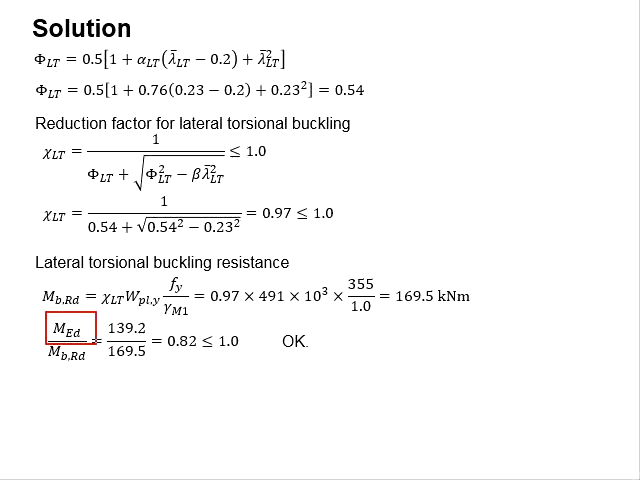 Solution
Φ_LT = 0.5[1 + α_LT(λ̄_LT − 0.2) + λ̄²_LT]
Φ_LT = 0.5[1 + 0.76(0.23 − 0.2) + 0.23²] = 0.54
Reduction factor for lateral torsional buckling
χ_LT = 1 / (Φ_LT + √(Φ²_LT − βλ̄²_LT)) ≤ 1.0
χ_LT = 1 / (0.54 + √(0.54² − 0.23²)) = 0.97 ≤ 1.0
Lateral torsional buckling resistance
M_b,Rd = χ_LT W_pl,y f_y / γ_M1 = 0.97 × 491 × 10³ × 355 / 1.0 = 169.5 kNm
M_Ed / M_b,Rd = 139.2 / 169.5 = 0.82 ≤ 1.0 OK.